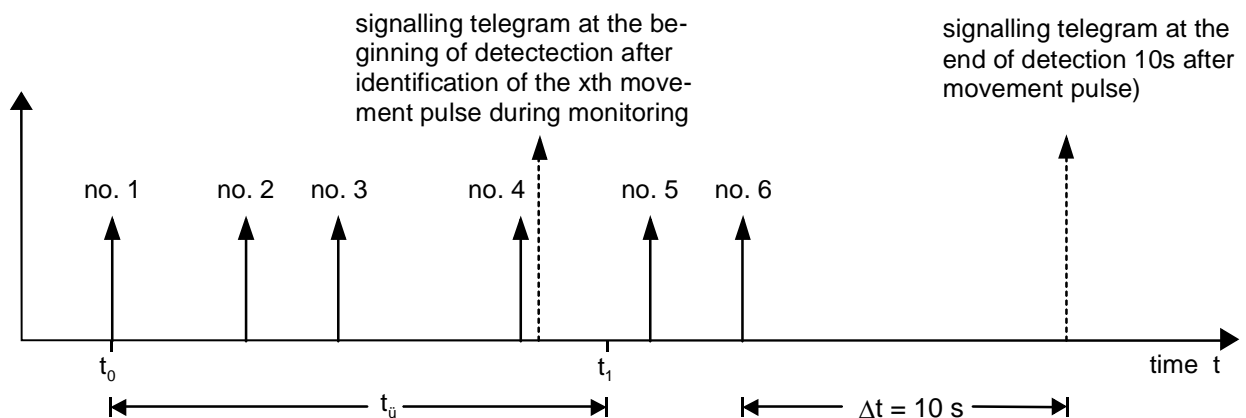 signalling telegram at the be-
ginning of detectection after
identification of the xth move-
ment pulse during monitoring
signalling telegram at the
end of detection 10s after
movement pulse)
no. 1
no. 2
no. 3
no. 4
no. 5
no. 6
t0
t1
time t
tü
Δt = 10 s